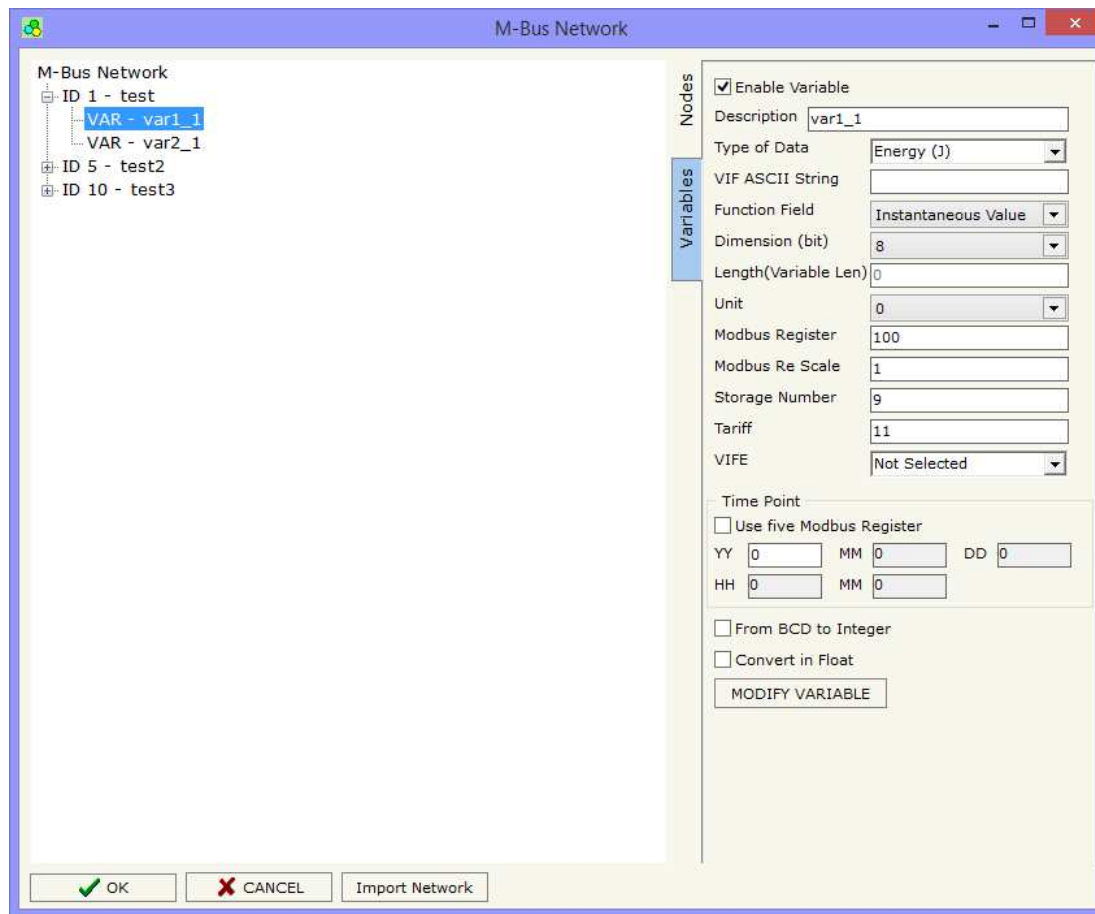 M-Bus Network
M-Bus Network
ID 1 - test
VAR - var1_1
VAR - var2_1
ID 5 - test2
ID 10 - test3
Nodes
Variables
Enable Variable
Description var1_1
Type of Data Energy (J)
VIF ASCII String
Function Field Instantaneous Value
Dimension (bit) 8
Length(Variable Len) 0
Unit 0
Modbus Register 100
Modbus Re Scale 1
Storage Number 9
Tariff 11
VIFE Not Selected
Time Point
Use five Modbus Register
YY 0 MM 0 DD 0
HH 0 MM 0
From BCD to Integer
Convert in Float
MODIFY VARIABLE
OK CANCEL Import Network